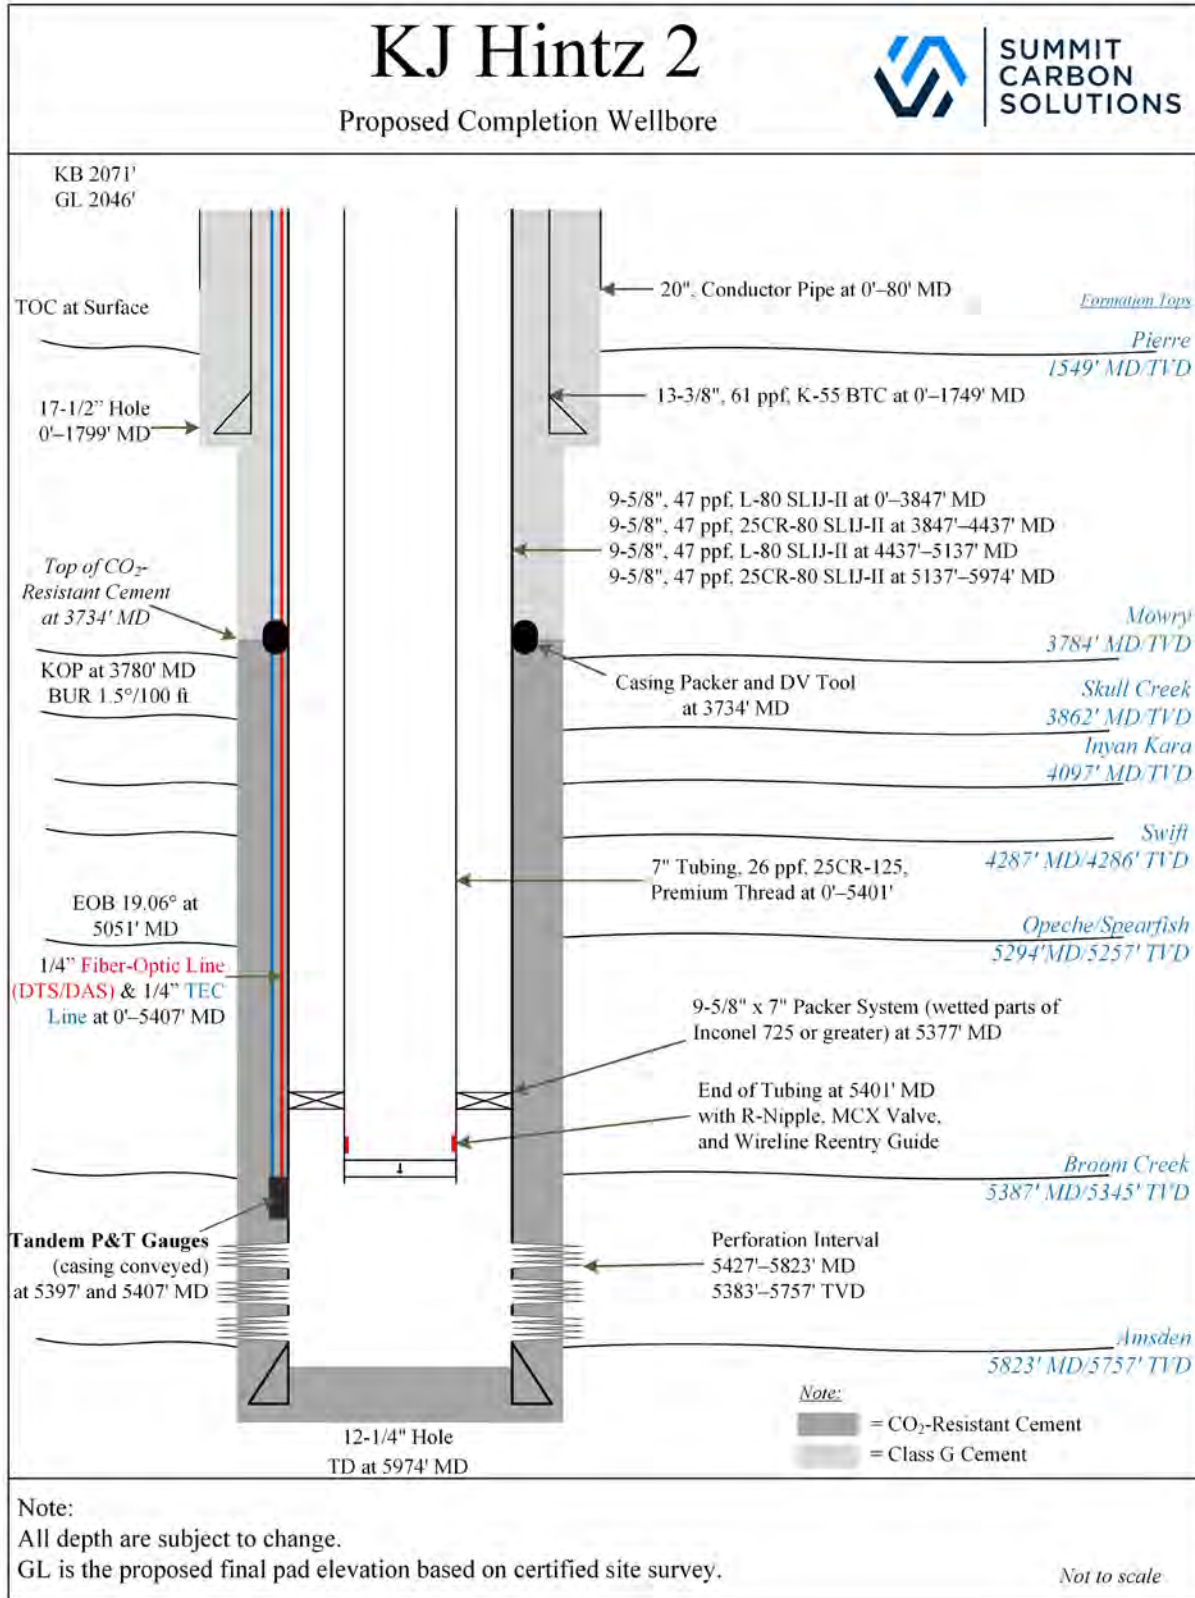 KJ Hintz 2
Proposed Completion Wellbore
SUMMIT
CARBON
SOLUTIONS
KB 2071'
GL 2046'
TOC at Surface
20", Conductor Pipe at 0'–80' MD
Formation Tops
Pierre
1549' MD/TVD
17-1/2” Hole
0'–1799' MD
13-3/8", 61 ppf, K-55 BTC at 0'–1749' MD
9-5/8", 47 ppf, L-80 SLIJ-II at 0'–3847' MD
9-5/8", 47 ppf, 25CR-80 SLIJ-II at 3847'–4437' MD
9-5/8", 47 ppf, L-80 SLIJ-II at 4437'–5137' MD
9-5/8", 47 ppf, 25CR-80 SLIJ-II at 5137'–5974' MD
Top of CO2-
Resistant Cement
at 3734' MD
Mowry
3784' MD/TVD
KOP at 3780' MD
BUR 1.5°/100 ft
Casing Packer and DV Tool
at 3734' MD
Skull Creek
3862' MD/TVD
Inyan Kara
4097' MD/TVD
Swift
4287' MD/4286' TVD
7" Tubing, 26 ppf, 25CR-125,
Premium Thread at 0'–5401'
EOB 19.06° at
5051' MD
Opeche/Spearfish
5294'MD/5257' TVD
1/4” Fiber-Optic Line
(DTS/DAS) & 1/4” TEC
Line at 0'–5407' MD
9-5/8" x 7" Packer System (wetted parts of
Inconel 725 or greater) at 5377' MD
End of Tubing at 5401' MD
with R-Nipple, MCX Valve,
and Wireline Reentry Guide
Broom Creek
5387' MD/5345' TVD
Tandem P&T Gauges
(casing conveyed)
at 5397' and 5407' MD
Perforation Interval
5427'–5823' MD
5383'–5757' TVD
Amsden
5823' MD/5757' TVD
Note:
= CO2-Resistant Cement
= Class G Cement
12-1/4" Hole
TD at 5974' MD
Note:
All depth are subject to change.
GL is the proposed final pad elevation based on certified site survey.
Not to scale